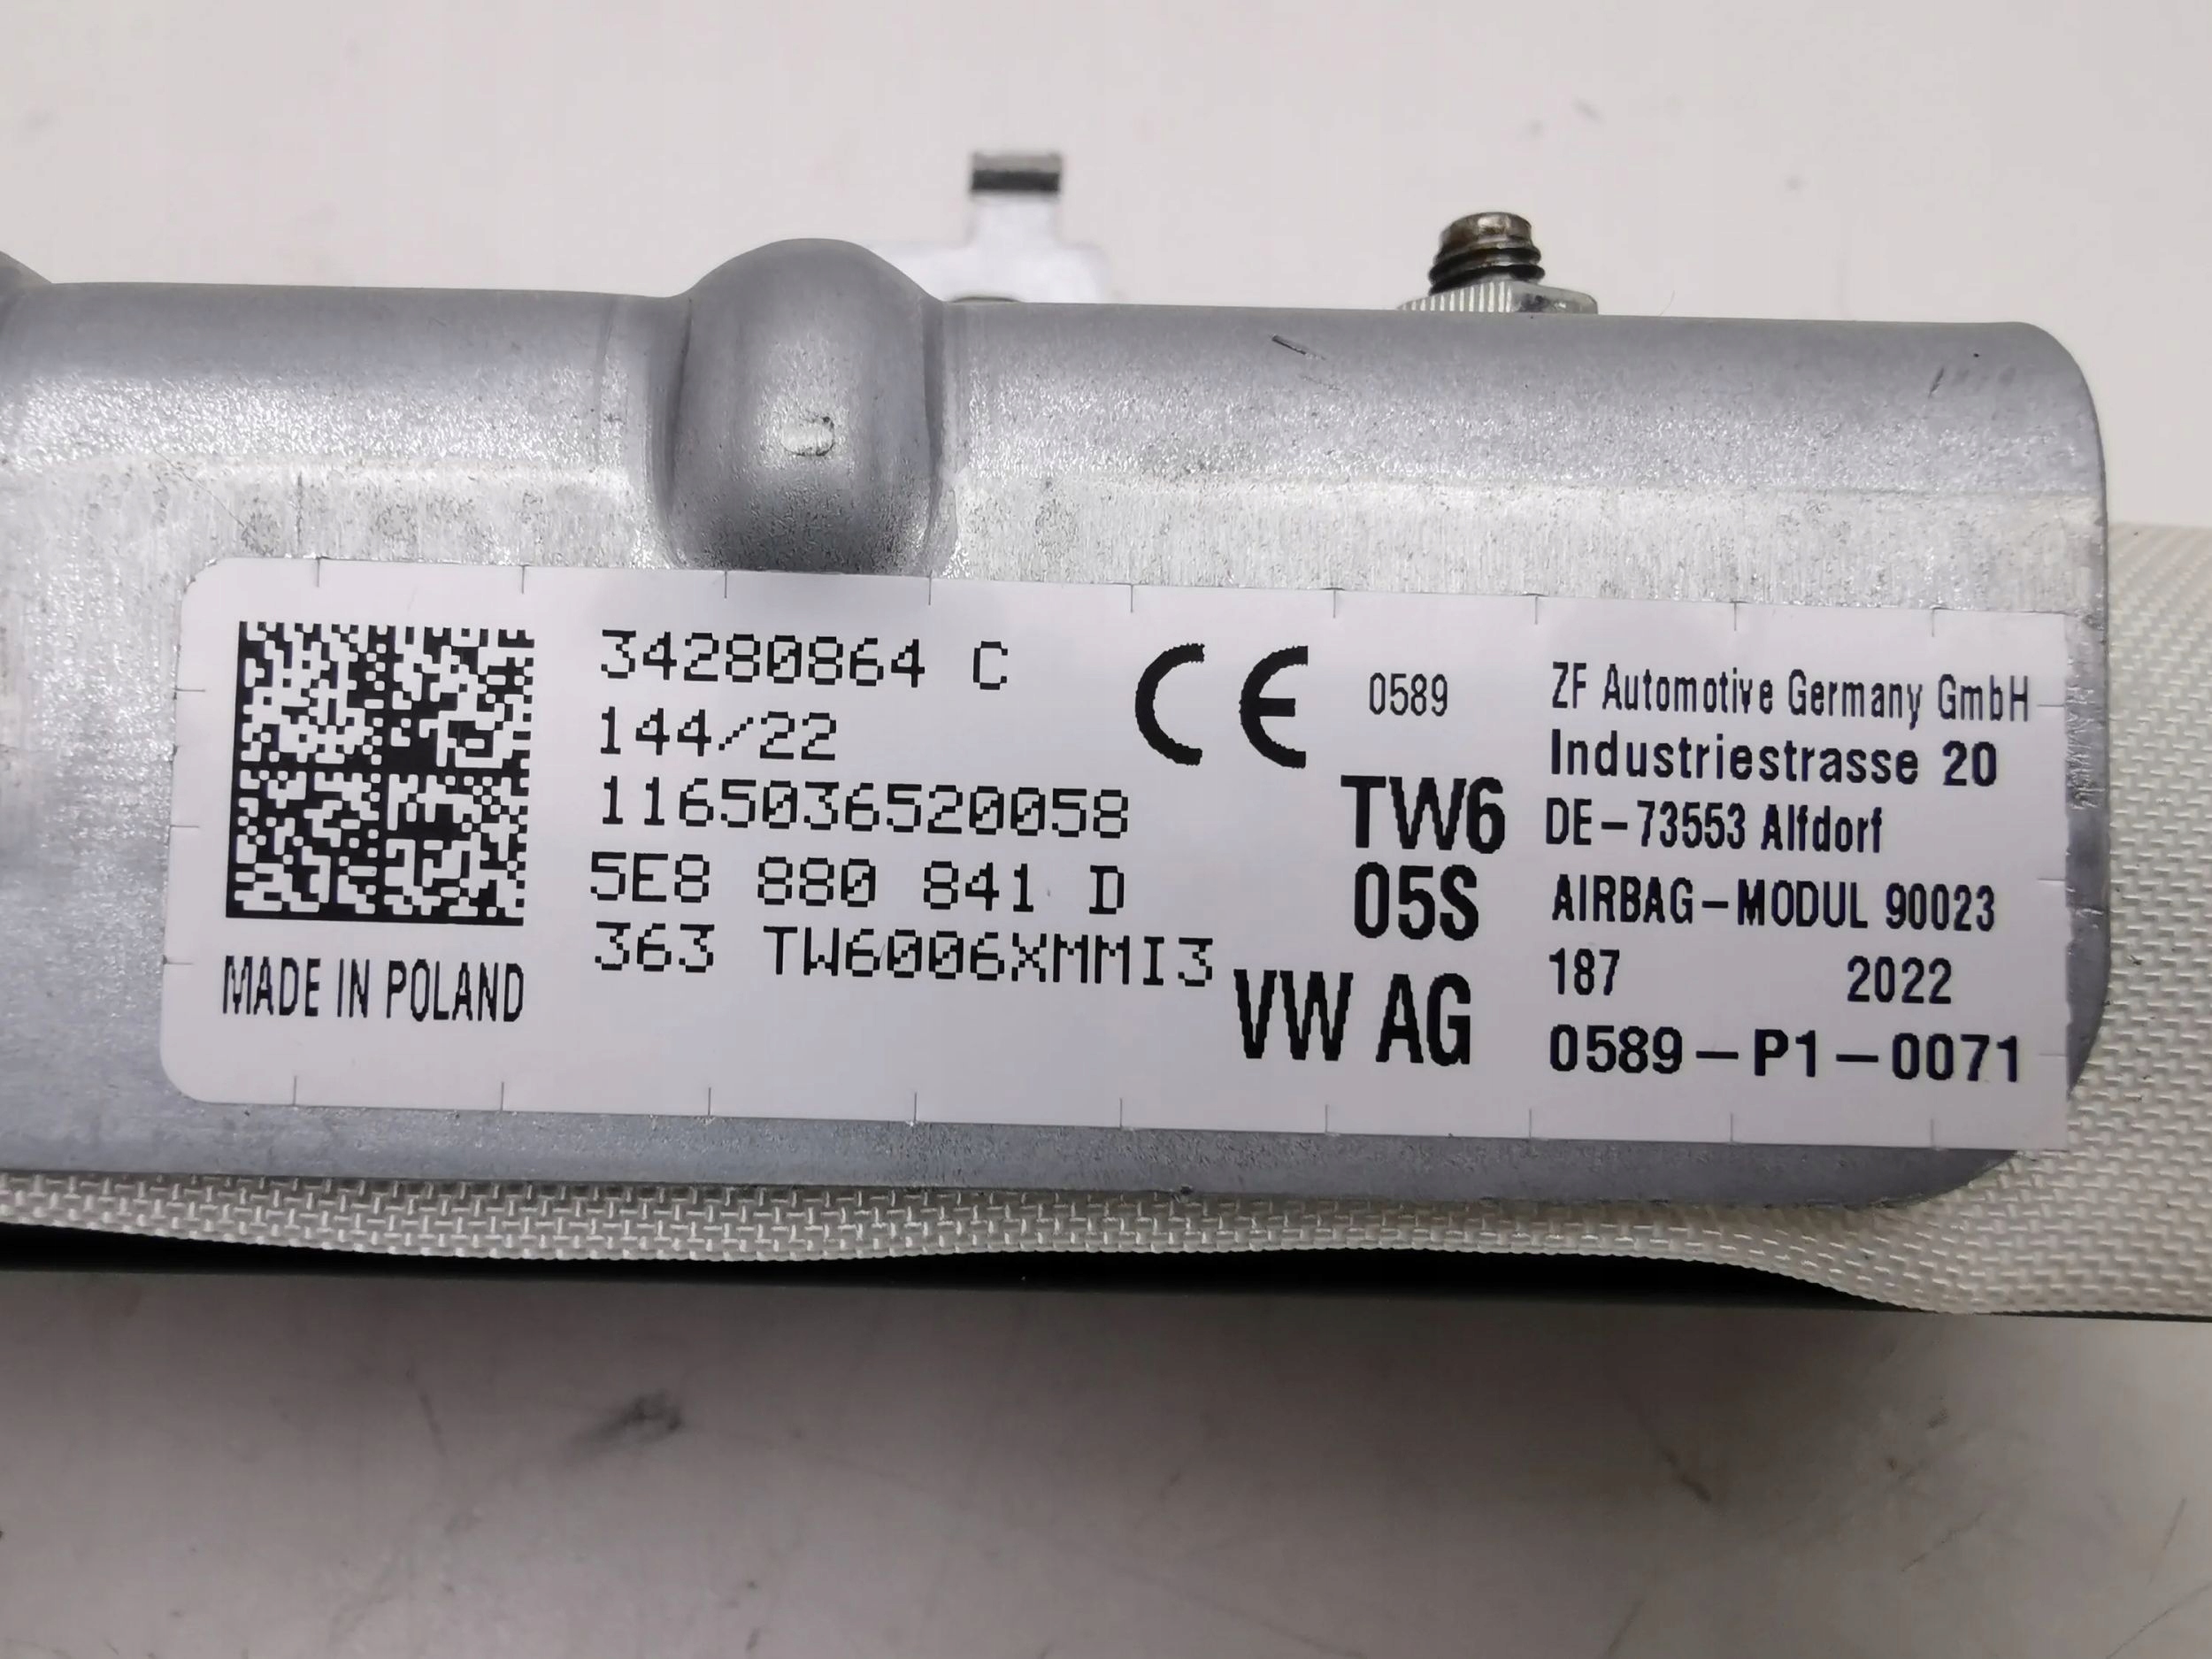 34280864 C
144/22
1165036520058
5E8 880 841 D
363 TW6006XMMI3
MADE IN POLAND
CE 0589
TW6
05S
VW AG
ZF Automotive Germany GmbH
Industriestrasse 20
DE-73553 Alfdorf
AIRBAG-MODUL 90023
187 2022
0589-P1-0071